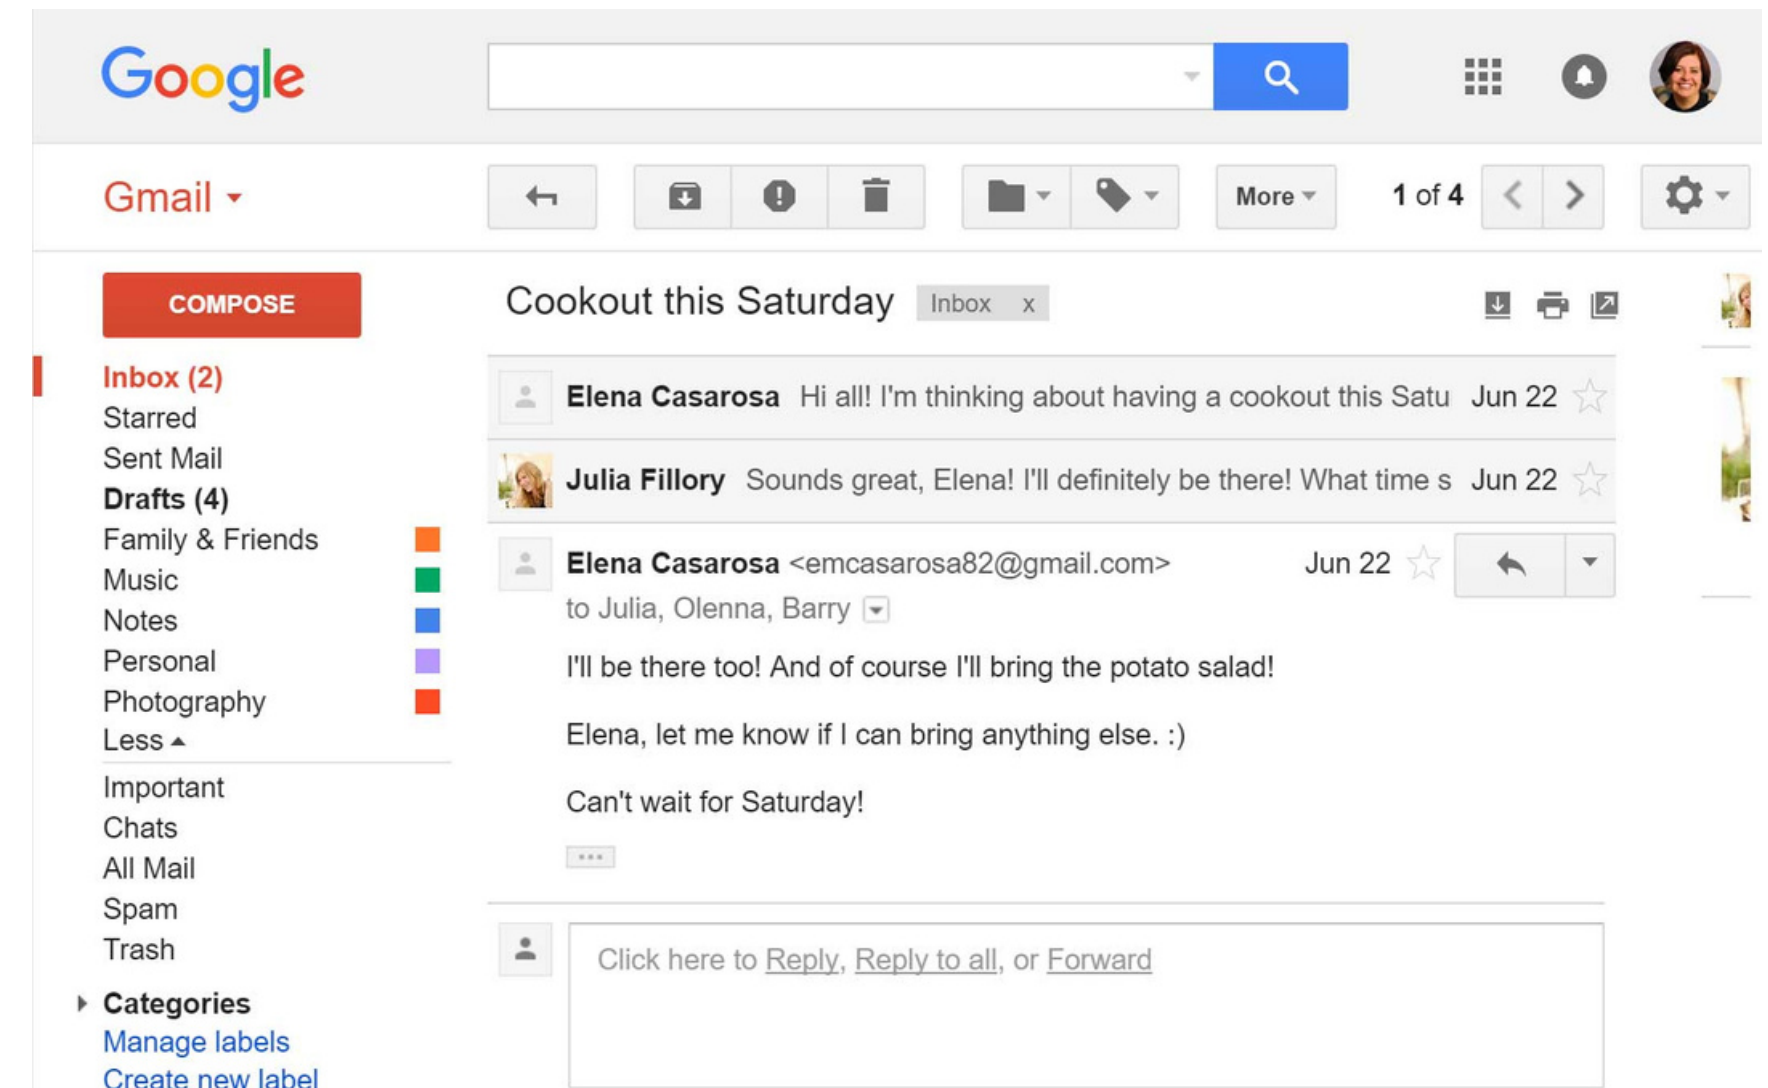 Google
Gmail
More
1 of 4
COMPOSE
Inbox (2)
Starred
Sent Mail
Drafts (4)
Family & Friends
Music
Notes
Personal
Photography
Less
Important
Chats
All Mail
Spam
Trash
Categories
Manage labels
Create new label
Cookout this Saturday Inbox x
Elena Casarosa Hi all! I'm thinking about having a cookout this Satu Jun 22
Julia Fillory Sounds great, Elena! I'll definitely be there! What time s Jun 22
Elena Casarosa <emcasarosa82@gmail.com> Jun 22
to Julia, Olenna, Barry
I'll be there too! And of course I'll bring the potato salad!
Elena, let me know if I can bring anything else. :)
Can't wait for Saturday!
Click here to Reply, Reply to all, or Forward